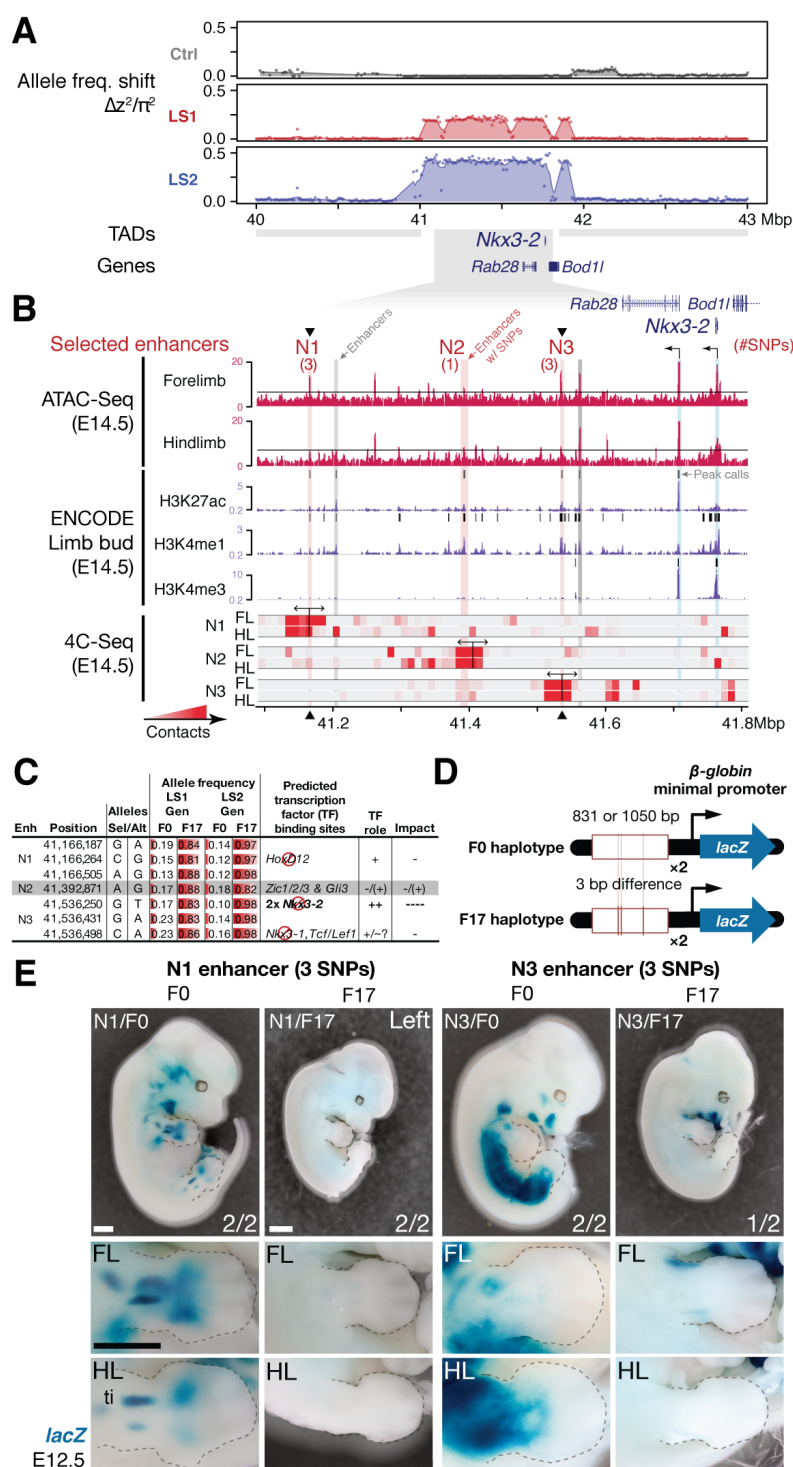 A
Allele freq. shift
Δz²/π²
Ctrl
0.5
0.0
LS1
0.5
0.0
LS2
0.5
0.0
40 41 42 43 Mbp
TADs
Genes
Nkx3-2
Rab28
Bod1l
B
Rab28 Bod1l
Nkx3-2
(#SNPs)
Selected enhancers
N1
(3)
Enhancers
N2
(1)
Enhancers
w/ SNPs
N3
(3)
ATAC-Seq
(E14.5)
Forelimb
20
0
Hindlimb
20
0
Peak calls
ENCODE
Limb bud
(E14.5)
H3K27ac
5
0.2
H3K4me1
3
0.2
H3K4me3
10
0.2
4C-Seq
(E14.5)
N1 FL
HL
N2 FL
HL
N3 FL
HL
Contacts
41.2 41.4 41.6 41.8Mbp
C
Allele frequency
LS1 LS2
Gen Gen
Alleles
Predicted
transcription
factor (TF)
binding sites
TF
role
Enh Position Sel/Alt F0 F17 F0 F17 Impact
41,166,187 G A 0.19 0.84 0.14 0.97
N1 41,166,264 C G 0.15 0.81 0.12 0.97 HoxD12 + -
41,166,505 A G 0.13 0.88 0.12 0.98
N2 41,392,871 A G 0.17 0.88 0.18 0.82 Zic1/2/3 & Gli3 -/(+) -/(+)
41,536,250 G T 0.17 0.83 0.10 0.98 2x Nkx3-2 ++ ----
N3 41,536,431 G A 0.23 0.83 0.14 0.98
41,536,498 C A 0.23 0.86 0.16 0.98 Nkx3-1,Tcf/Lef1 +/~? -
D
β-globin
minimal promoter
831 or 1050 bp
F0 haplotype
lacZ
×2
3 bp difference
F17 haplotype
lacZ
×2
E
N1 enhancer (3 SNPs) N3 enhancer (3 SNPs)
F0 F17 F0 F17
N1/F0
2/2
N1/F17 Left
2/2
N3/F0
2/2
N3/F17
1/2
FL FL FL FL
HL HL HL HL
ti
lacZ
E12.5